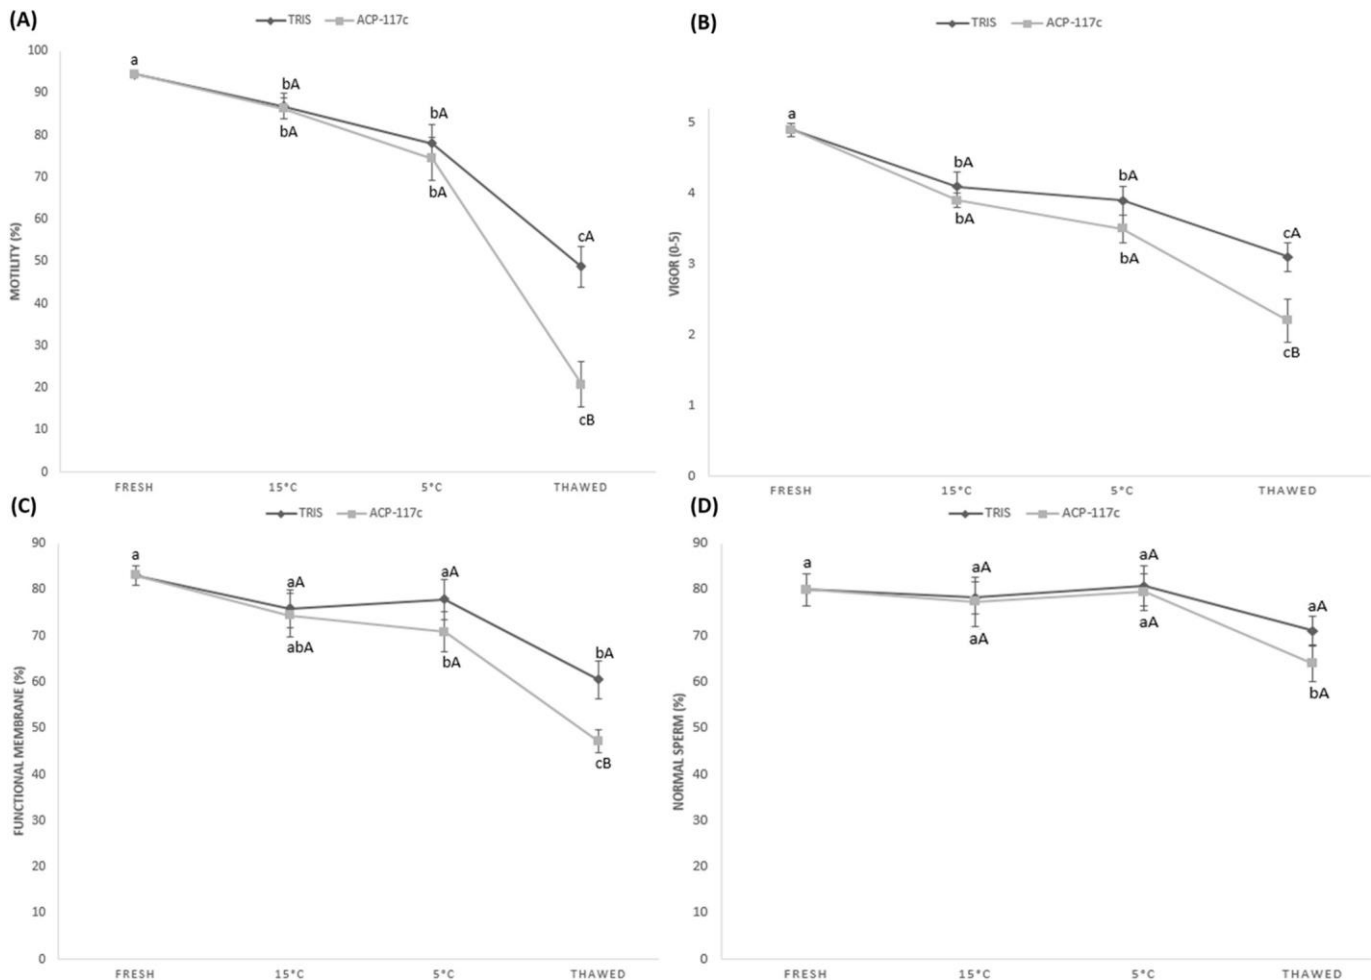 (A)
TRIS ACP-117c
MOTILITY (%)
100
90
80
70
60
50
40
30
20
10
0
a
bA
bA
bA
bA
cA
cB
FRESH 15°C 5°C THAWED
(B)
TRIS ACP-117c
VIGOR (0-5)
5
4
3
2
1
0
a
bA
bA
bA
bA
cA
cB
FRESH 15°C 5°C THAWED
(C)
TRIS ACP-117c
FUNCTIONAL MEMBRANE (%)
90
80
70
60
50
40
30
20
10
0
a
aA
abA
aA
bA
bA
cB
FRESH 15°C 5°C THAWED
(D)
TRIS ACP-117c
NORMAL SPERM (%)
90
80
70
60
50
40
30
20
10
0
a
aA
aA
aA
aA
aA
bA
FRESH 15°C 5°C THAWED